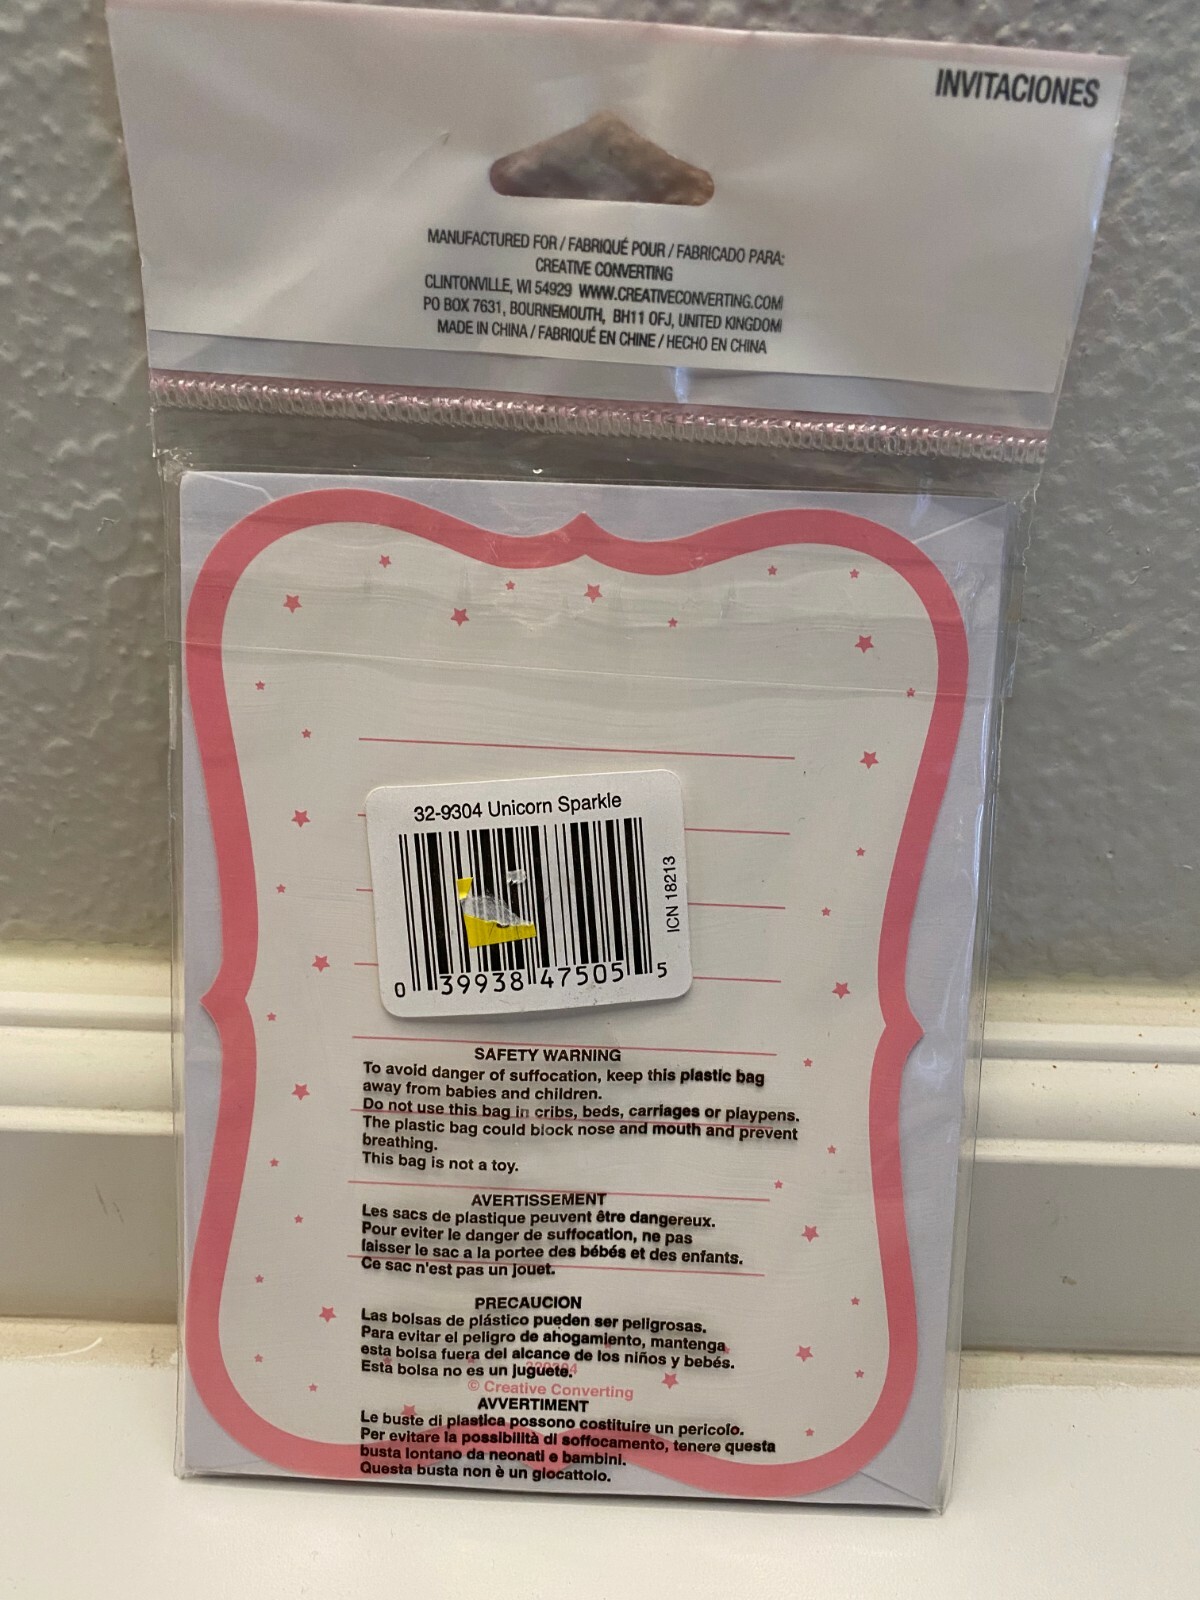 INVITACIONES
MANUFACTURED FOR / FABRIQUÉ POUR / FABRICADO PARA:
CREATIVE CONVERTING
CLINTONVILLE, WI 54929 WWW.CREATIVECONVERTING.COM
PO BOX 7631, BOURNEMOUTH, BH11 0FJ, UNITED KINGDOM
MADE IN CHINA / FABRIQUÉ EN CHINE / HECHO EN CHINA
32-9304 Unicorn Sparkle
ICN 18213
0 39938 47505 5
SAFETY WARNING
To avoid danger of suffocation, keep this plastic bag
away from babies and children.
Do not use this bag in cribs, beds, carriages or playpens.
The plastic bag could block nose and mouth and prevent
breathing.
This bag is not a toy.
AVERTISSEMENT
Les sacs de plastique peuvent être dangereux.
Pour eviter le danger de suffocation, ne pas
laisser le sac a la portee des bébés et des enfants.
Ce sac n'est pas un jouet.
PRECAUCION
Las bolsas de plástico pueden ser peligrosas.
Para evitar el peligro de ahogamiento, mantenga
esta bolsa fuera del alcance de los niños y bebés.
Esta bolsa no es un juguete.
© Creative Converting
AVVERTIMENT
Le buste di plastica possono costituire un pericolo.
Per evitare la possibilità di soffocamento, tenere questa
busta lontano da neonati e bambini.
Questa busta non è un giocattolo.